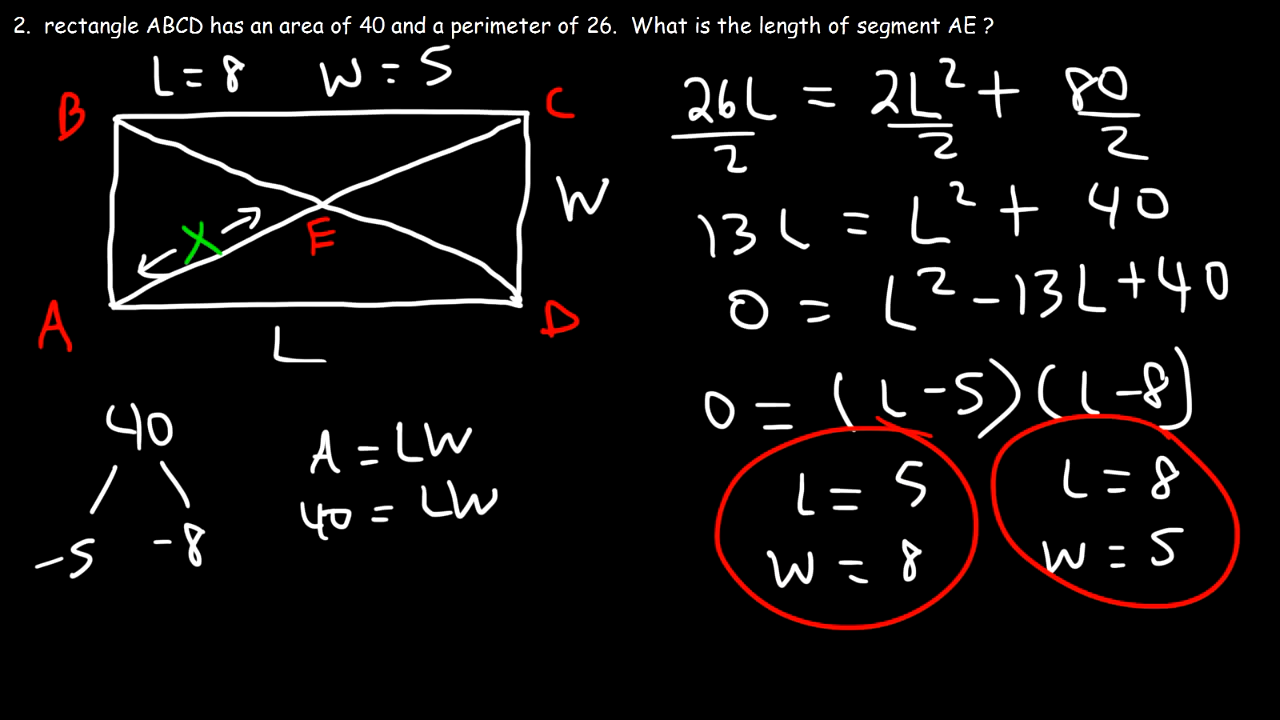 2. rectangle ABCD has an area of 40 and a perimeter of 26. What is the length of segment AE ?
L = 8 W = 5
B C
W
X E
A D
L
40
-5 -8
A = LW
40 = LW
26L = 2L² + 80
2 2 2
13L = L² + 40
0 = L² - 13L + 40
0 = (L - 5)(L - 8)
L = 5
W = 8
L = 8
W = 5